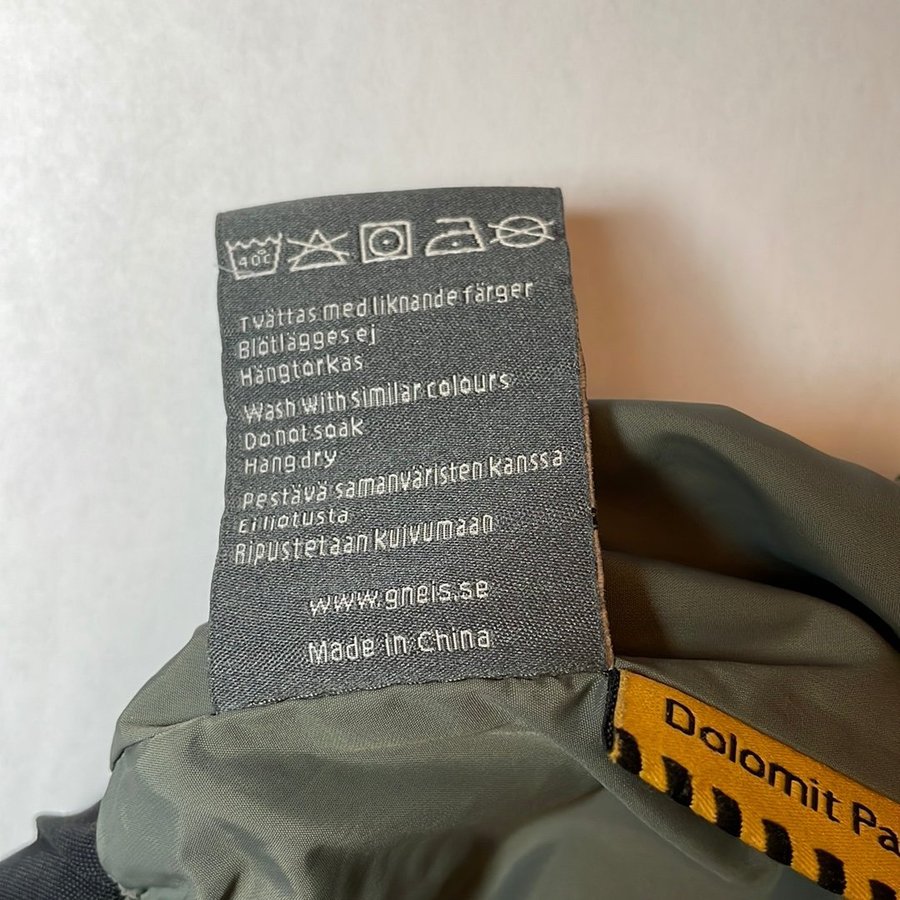 40C
Tvättas med liknande färger
Blötlägges ej
Hängtorkas
Wash with similar colours
Do not soak
Hang dry
Pestävä samanväristen kanssa
Ei liotusta
Ripustetaan kuivumaan
www.gneis.se
Made in China
Dolomit Pa